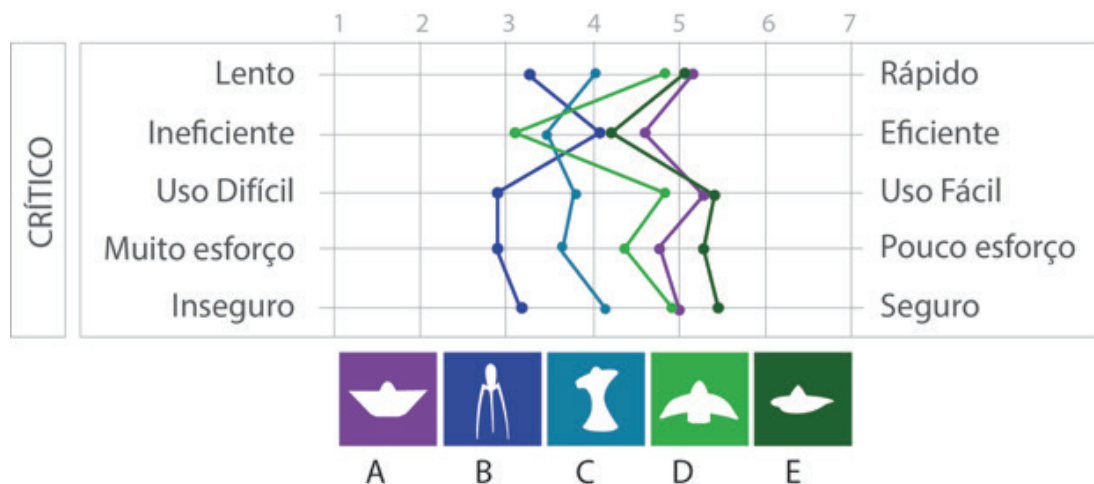 1 2 3 4 5 6 7
CRÍTICO
Lento Rápido
Ineficiente Eficiente
Uso Difícil Uso Fácil
Muito esforço Pouco esforço
Inseguro Seguro
A B C D E